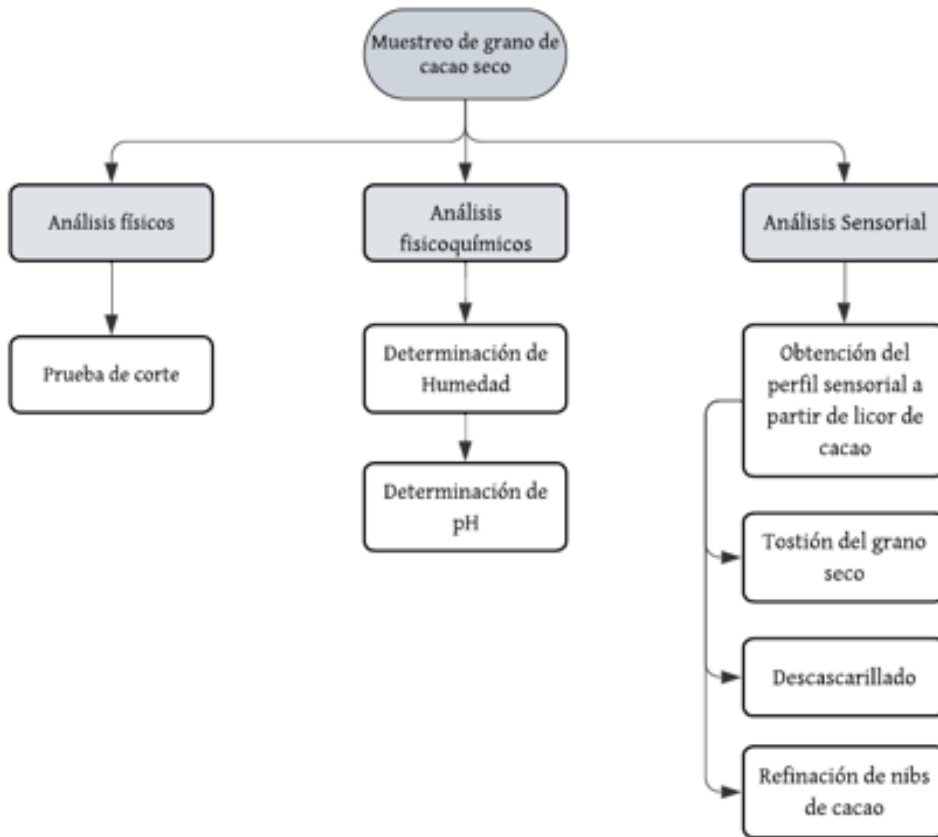 Muestreo de grano de
cacao seco
Análisis físicos
Análisis
fisicoquímicos
Análisis Sensorial
Prueba de corte
Determinación de
Humedad
Determinación de
pH
Obtención del
perfil sensorial a
partir de licor de
cacao
Tostión del grano
seco
Descascarillado
Refinación de nibs
de cacao